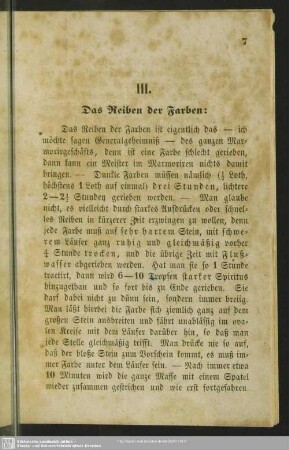 7
III.
Das Reiben der Farben:
Das Reiben der Farben ist eigentlich das — ich
möchte sagen Generalgeheimniß — des ganzen Mar-
morirgeschäfts, denn ist eine Farbe schlecht gerieben,
dann kann ein Meister im Marmoriren nichts damit
bringen. — Dunkle Farben müssen nämlich (½ Loth,
höchstens 1 Loth auf einmal) drei Stunden, lichtere
2—2½ Stunden gerieben werden. — Man glaube
nicht, es vielleicht durch starkes Aufdrücken oder schnel-
les Reiben in kürzerer Zeit erzwingen zu wollen, denn
jede Farbe muß auf sehr hartem Stein, mit schwe-
rem Läufer ganz ruhig und gleichmäßig vorher
Stunde trocken, und die übrige Zeit mit Fluß-
wasser abgerieben werden. Hat man sie so 1 Stunde
tractirt, dann wird 6—10 Tropfen starker Spiritus
hinzugethan und so fort bis zu Ende gerieben. Sie
darf dabei nicht zu dünn sein, sondern immer breiig.
Man läßt hierbei die Farbe sich ziemlich ganz auf dem
großen Stein ausbreiten und fährt unablässig im ova-
len Kreise mit dem Läufer darüber hin, so daß man
jede Stelle gleichmäßig trifft. Man drücke nie so auf,
daß der bloße Stein zum Vorschein kommt, es muß im-
mer Farbe unter dem Läufer sein. — Nach immer etwa
10 Minuten wird die ganze Masse mit einem Spatel
wieder zusammen gestrichen und wie erst fortgefahren